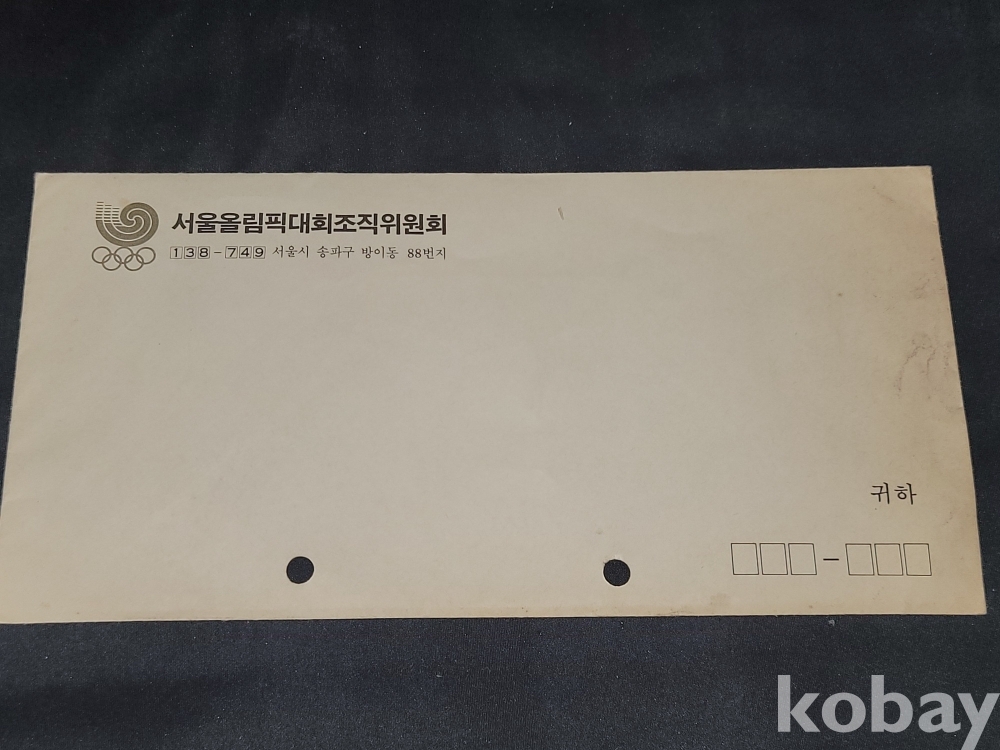 서울올림픽대회조직위원회
138-749 서울시 송파구 방이동 88번지
귀하
kobay